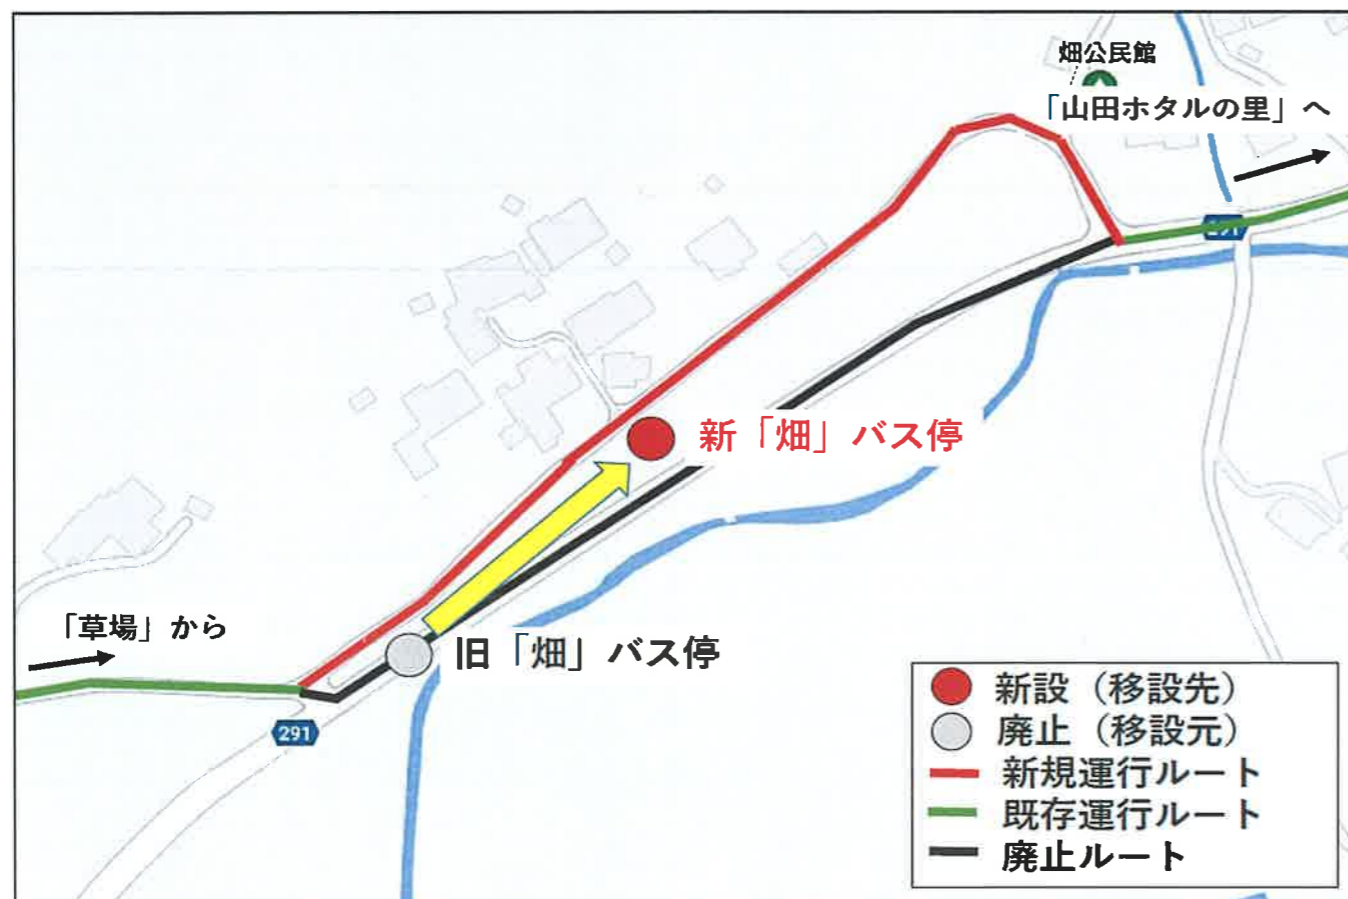 畑公民館
「山田ホタルの里」へ
新「畑」バス停
「草場」から
旧「畑」バス停
291
新設（移設先）
廃止（移設元）
新規運行ルート
既存運行ルート
廃止ルート